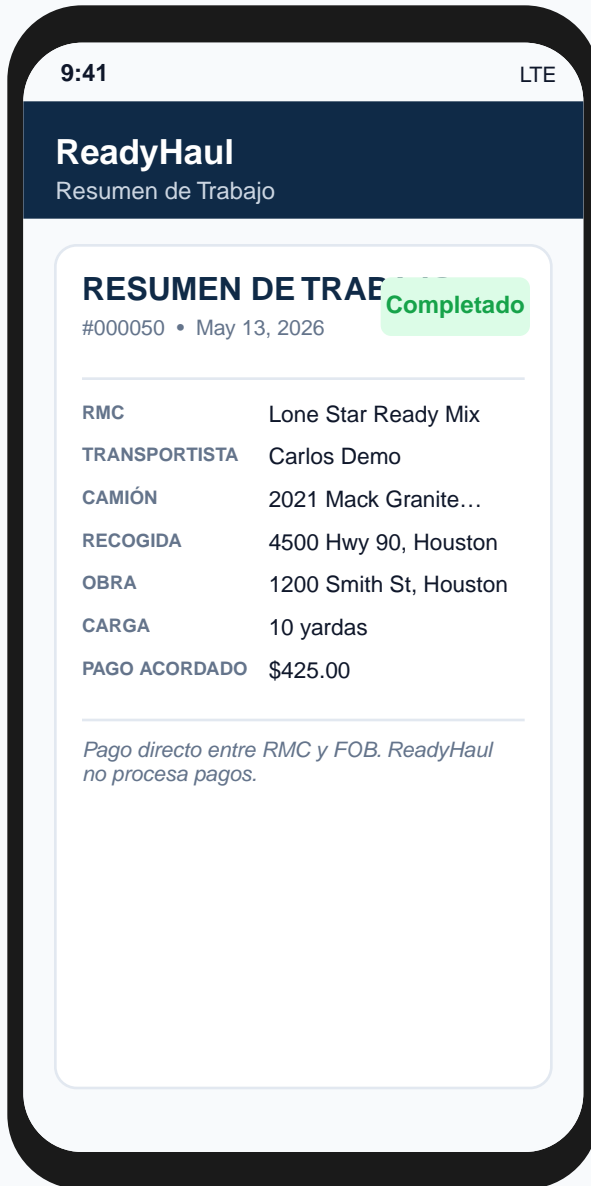 9:41 LTE
ReadyHaul
Resumen de Trabajo
RESUMEN DE
Completado
#000050 • May 13, 2026
RMC Lone Star Ready Mix
TRANSPORTISTA Carlos Demo
CAMIÓN 2021 Mack Granite…
RECOGIDA 4500 Hwy 90, Houston
OBRA 1200 Smith St, Houston
CARGA 10 yardas
PAGO ACORDADO $425.00
Pago directo entre RMC y FOB. ReadyHaul
no procesa pagos.